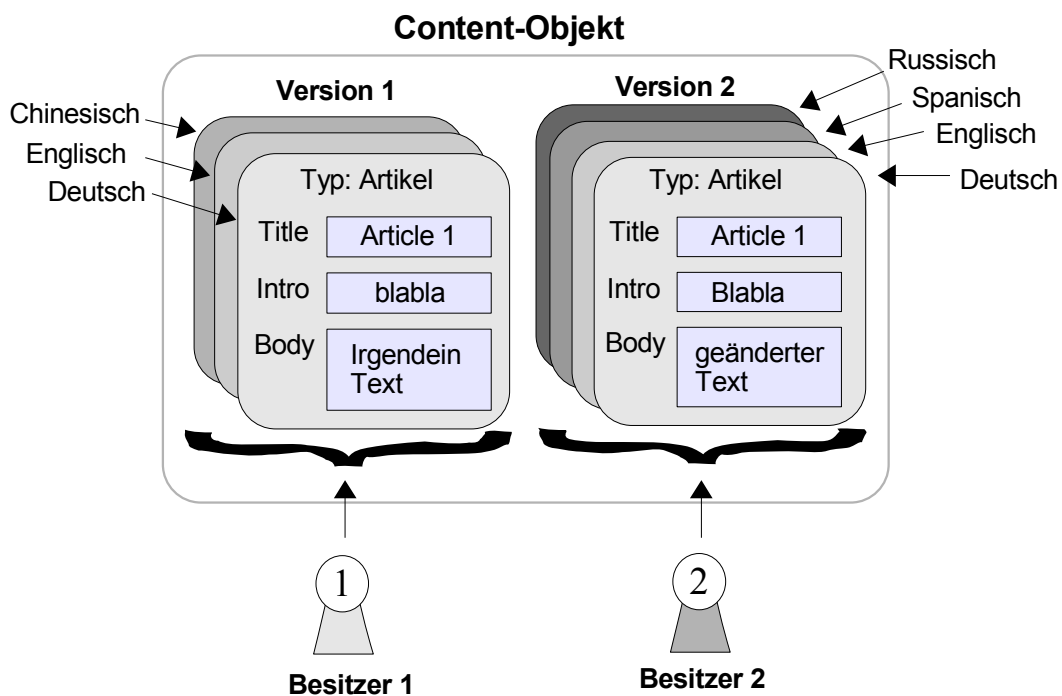 Content-Objekt
Version 1
Version 2
Chinesisch
Englisch
Deutsch
Russisch
Spanisch
Englisch
Deutsch
Typ: Artikel
Title
Article 1
Intro
blabla
Body
Irgendein
Text
Typ: Artikel
Title
Article 1
Intro
Blabla
Body
geänderter
Text
1
2
Besitzer 1
Besitzer 2